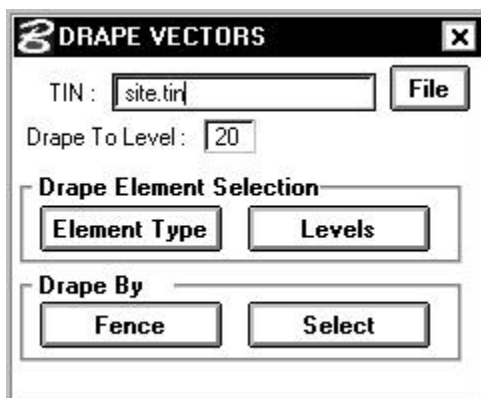 DRAPE VECTORS
TIN : site.tin File
Drape To Level : 20
Drape Element Selection
Element Type Levels
Drape By
Fence Select